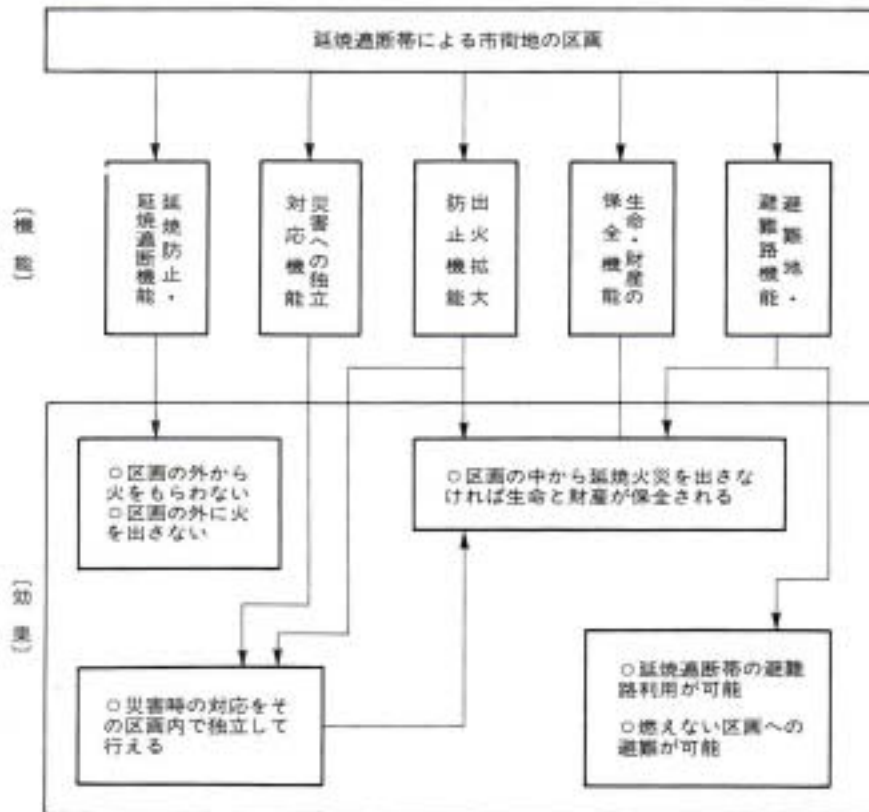 延焼遮断帯による市街地の区画
〔機能〕
延焼防止・
延焼遮断機能
災害への独立
対応機能
出火拡大
防止機能
生命・財産の
保全機能
避難地・
避難路機能
〔効果〕
○区画の外から
火をもらわない
○区画の外に火
を出さない
○区画の中から延焼火災を出さな
ければ生命と財産が保全される
○災害時の対応をそ
の区画内で独立して
行える
○延焼遮断帯の避難
路利用が可能
○燃えない区画への
避難が可能